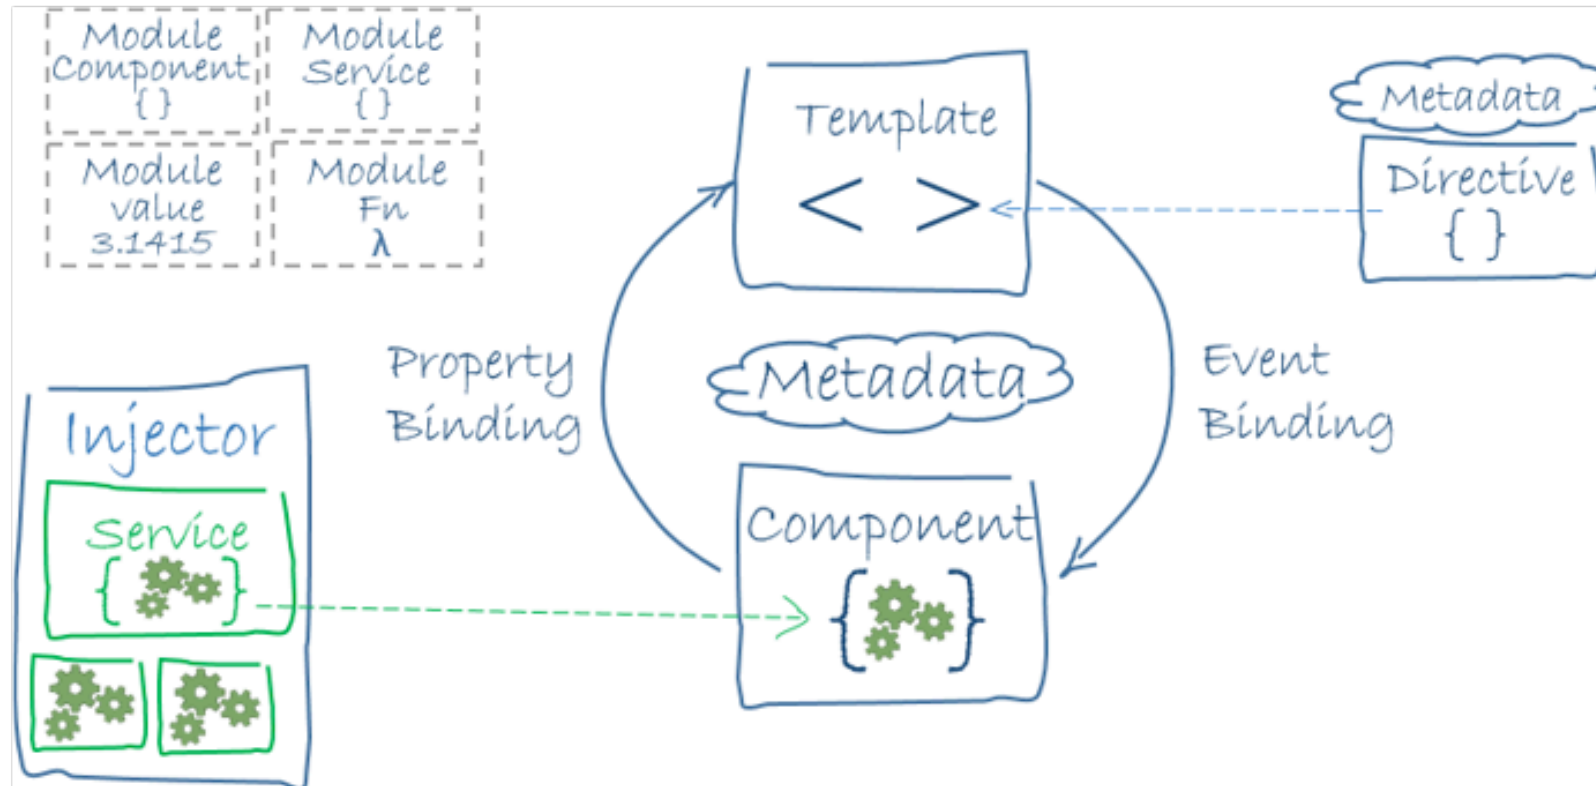 Module
Component
{ }
Module
Service
{ }
Module
value
3.1415
Module
Fn
λ
Template
< >
Metadata
Directive
{ }
Property
Binding
Metadata
Event
Binding
Injector
Service
{ }
Component
{ }